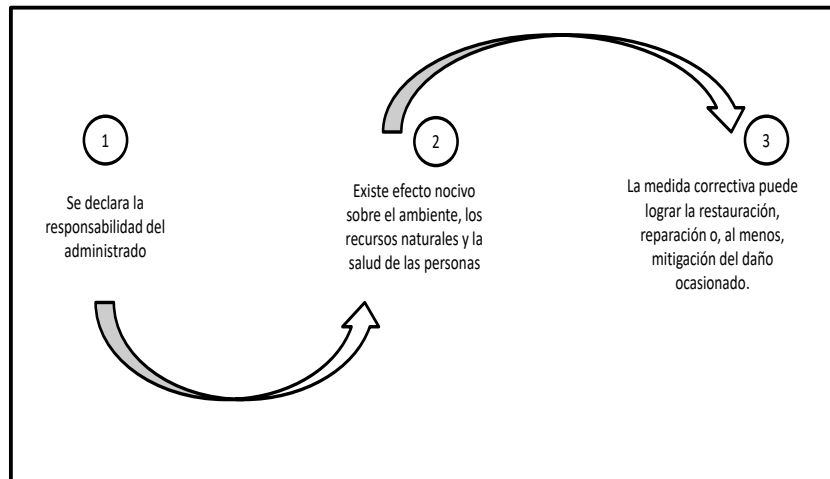 1
Se declara la
responsabilidad del
administrado
2
Existe efecto nocivo
sobre el ambiente, los
recursos naturales y la
salud de las personas
3
La medida correctiva puede
lograr la restauración,
reparación o, al menos,
mitigación del daño
ocasionado.